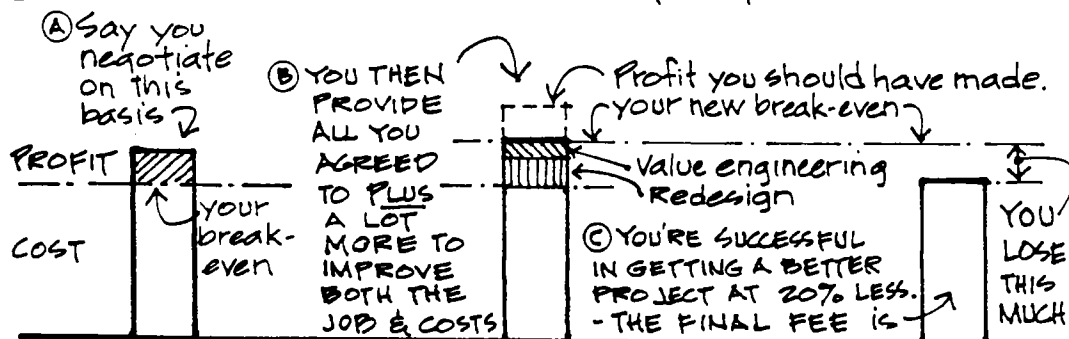 Ⓐ Say you
negotiate
on this
basis
PROFIT
your
break-
even
COST
Ⓑ YOU THEN
PROVIDE
ALL YOU
AGREED
TO PLUS
A LOT
MORE TO
IMPROVE
BOTH THE
JOB & COSTS
Profit you should have made.
your new break-even
Value engineering
Redesign
Ⓒ YOU'RE SUCCESSFUL
IN GETTING A BETTER
PROJECT AT 20% LESS.
- THE FINAL FEE is
YOU
LOSE
THIS
MUCH